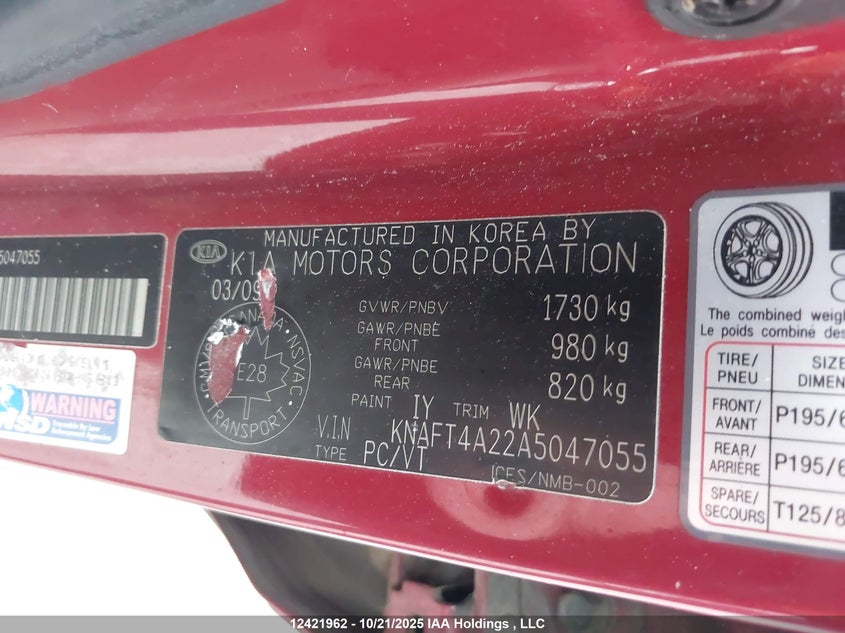 5047055
WARNING
MANUFACTURED IN KOREA BY
KIA
KIA MOTORS CORPORATION
03/09
GVWR/PNBV 1730 kg
GAWR/PNBE
FRONT 980 kg
GAWR/PNBE
REAR 820 kg
PAINT IY TRIM WK
V.I.N KNAFT4A22A5047055
TYPE PC/VT
ICES/NMB-002
NSVAC
E28
TRANSPORT
The combined weigh
Le poids combiné des
TIRE/
PNEU
SIZE
DIMEN
FRONT/
AVANT
P195/6
REAR/
ARRIÈRE
P195/6
SPARE/
SECOURS
T125/8
12421962 - 10/21/2025 IAA Holdings , LLC